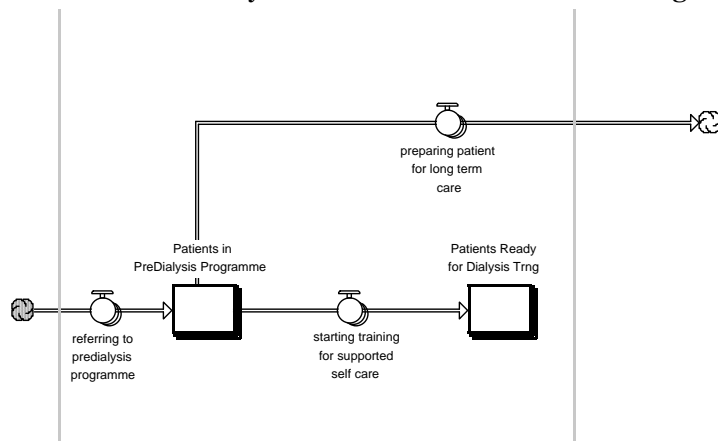 preparing patient
for long term
care
Patients in
PreDialysis Programme
Patients Ready
for Dialysis Trng
referring to
predialysis
programme
starting training
for supported
self care